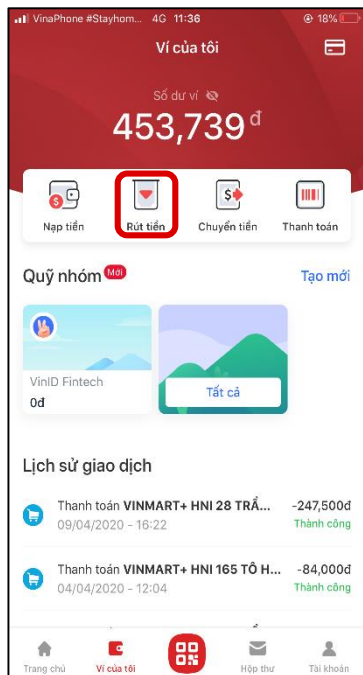 VinaPhone #Stayhom... 4G 11:36 18%
Ví của tôi
Số dư ví
453,739 đ
Nạp tiền Rút tiền Chuyển tiền Thanh toán
Quỹ nhóm Mới Tạo mới
VinID Fintech
0đ
Tất cả
Lịch sử giao dịch
Thanh toán VINMART+ HNI 28 TRẦ... -247,500đ
09/04/2020 - 16:22 Thành công
Thanh toán VINMART+ HNI 165 TÔ H... -84,000đ
04/04/2020 - 12:04 Thành công
Trang chủ Ví của tôi Hộp thư Tài khoản